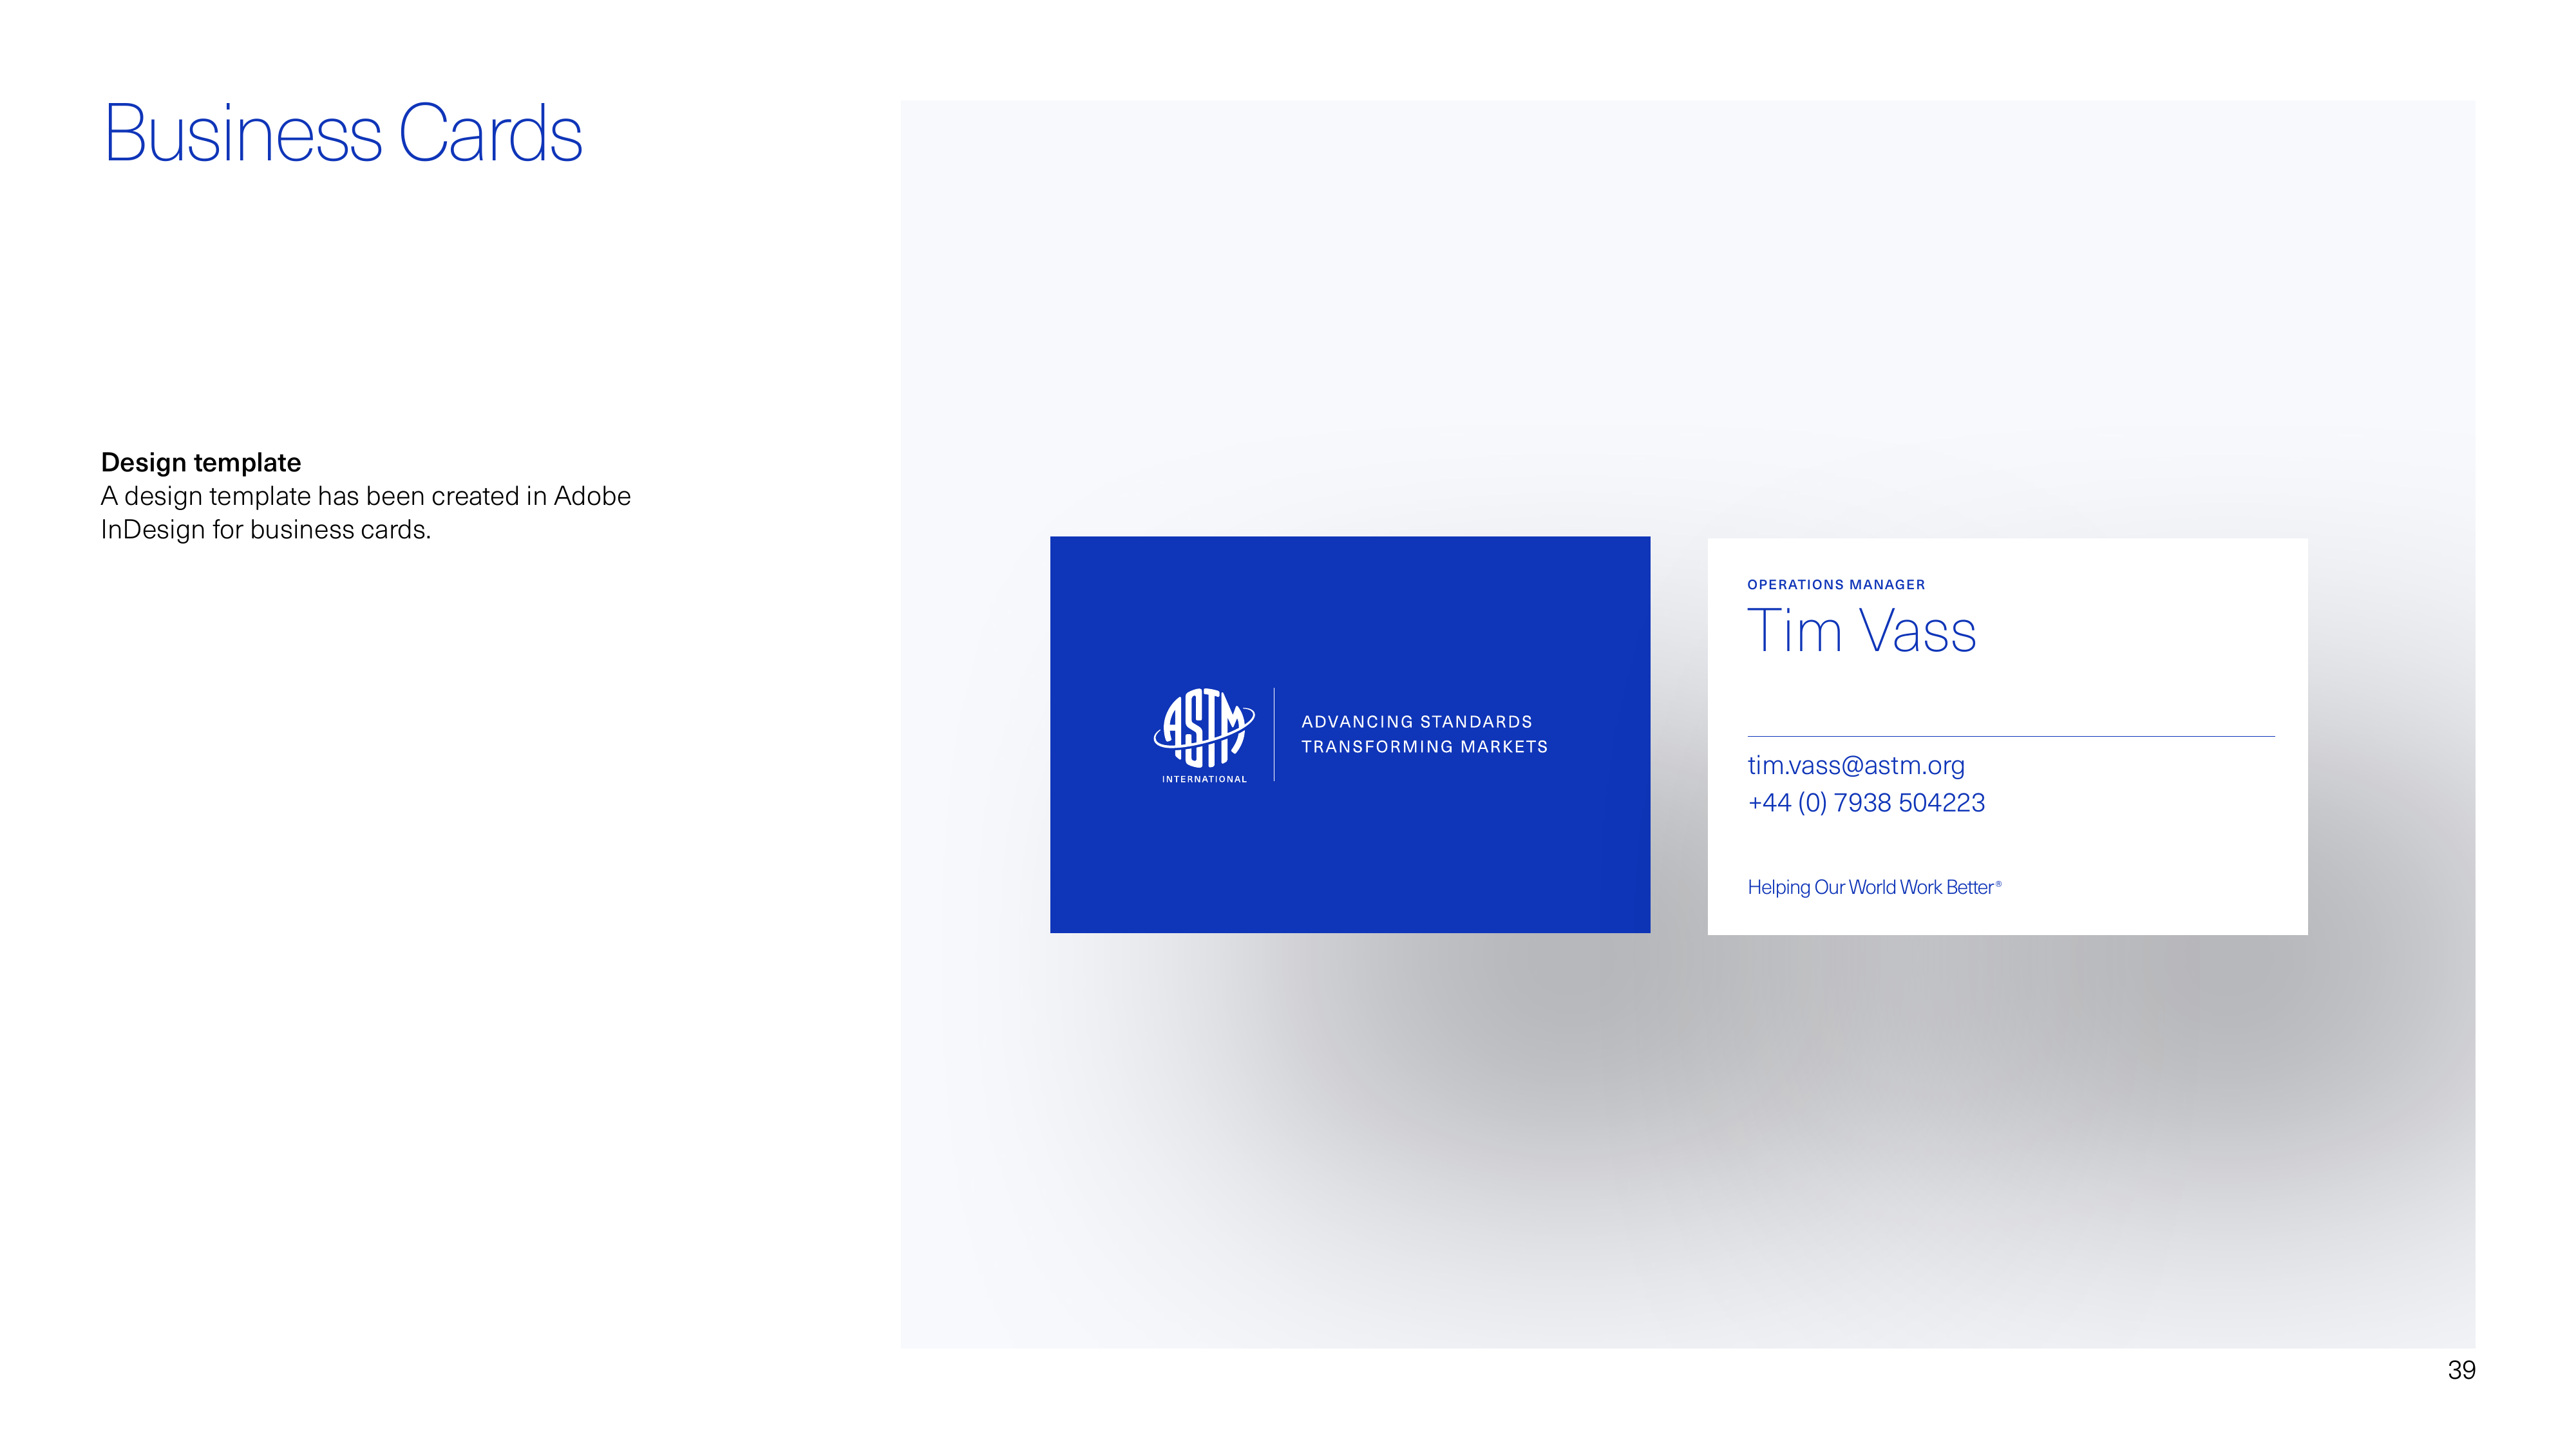 Business Cards
Design template
A design template has been created in Adobe
InDesign for business cards.
ASTM
INTERNATIONAL
ADVANCING STANDARDS
TRANSFORMING MARKETS
OPERATIONS MANAGER
Tim Vass
tim.vass@astm.org
+44 (0) 7938 504223
Helping Our World Work Better®
39